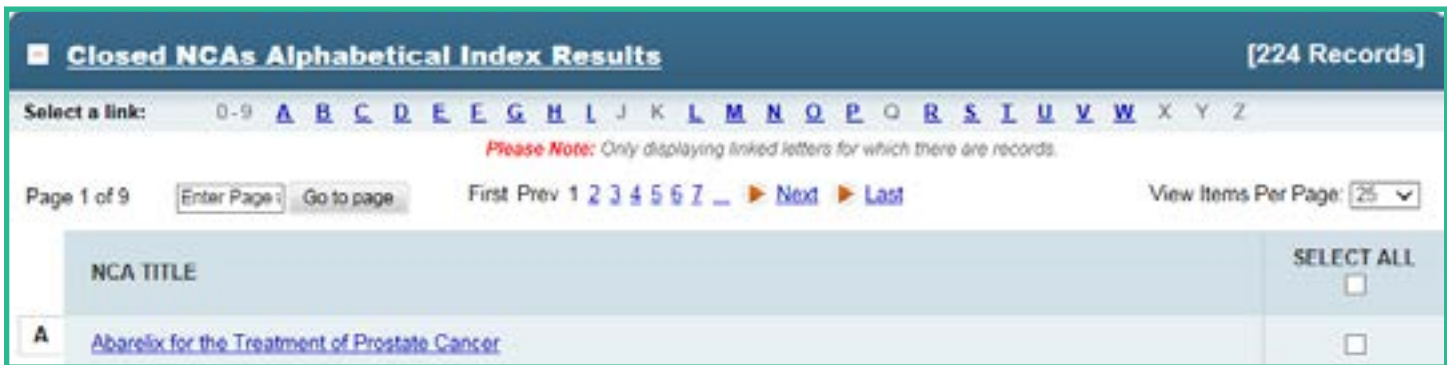 Closed NCAs Alphabetical Index Results [224 Records]
Select a link: 0-9 A B C D E F G H I J K L M N O P Q R S T U V W X Y Z
Please Note: Only displaying linked letters for which there are records.
Page 1 of 9 Enter Page Go to page First Prev 1 2 3 4 5 6 7 ... Next Last View Items Per Page: 25
NCA TITLE SELECT ALL
A Abarelix for the Treatment of Prostate Cancer